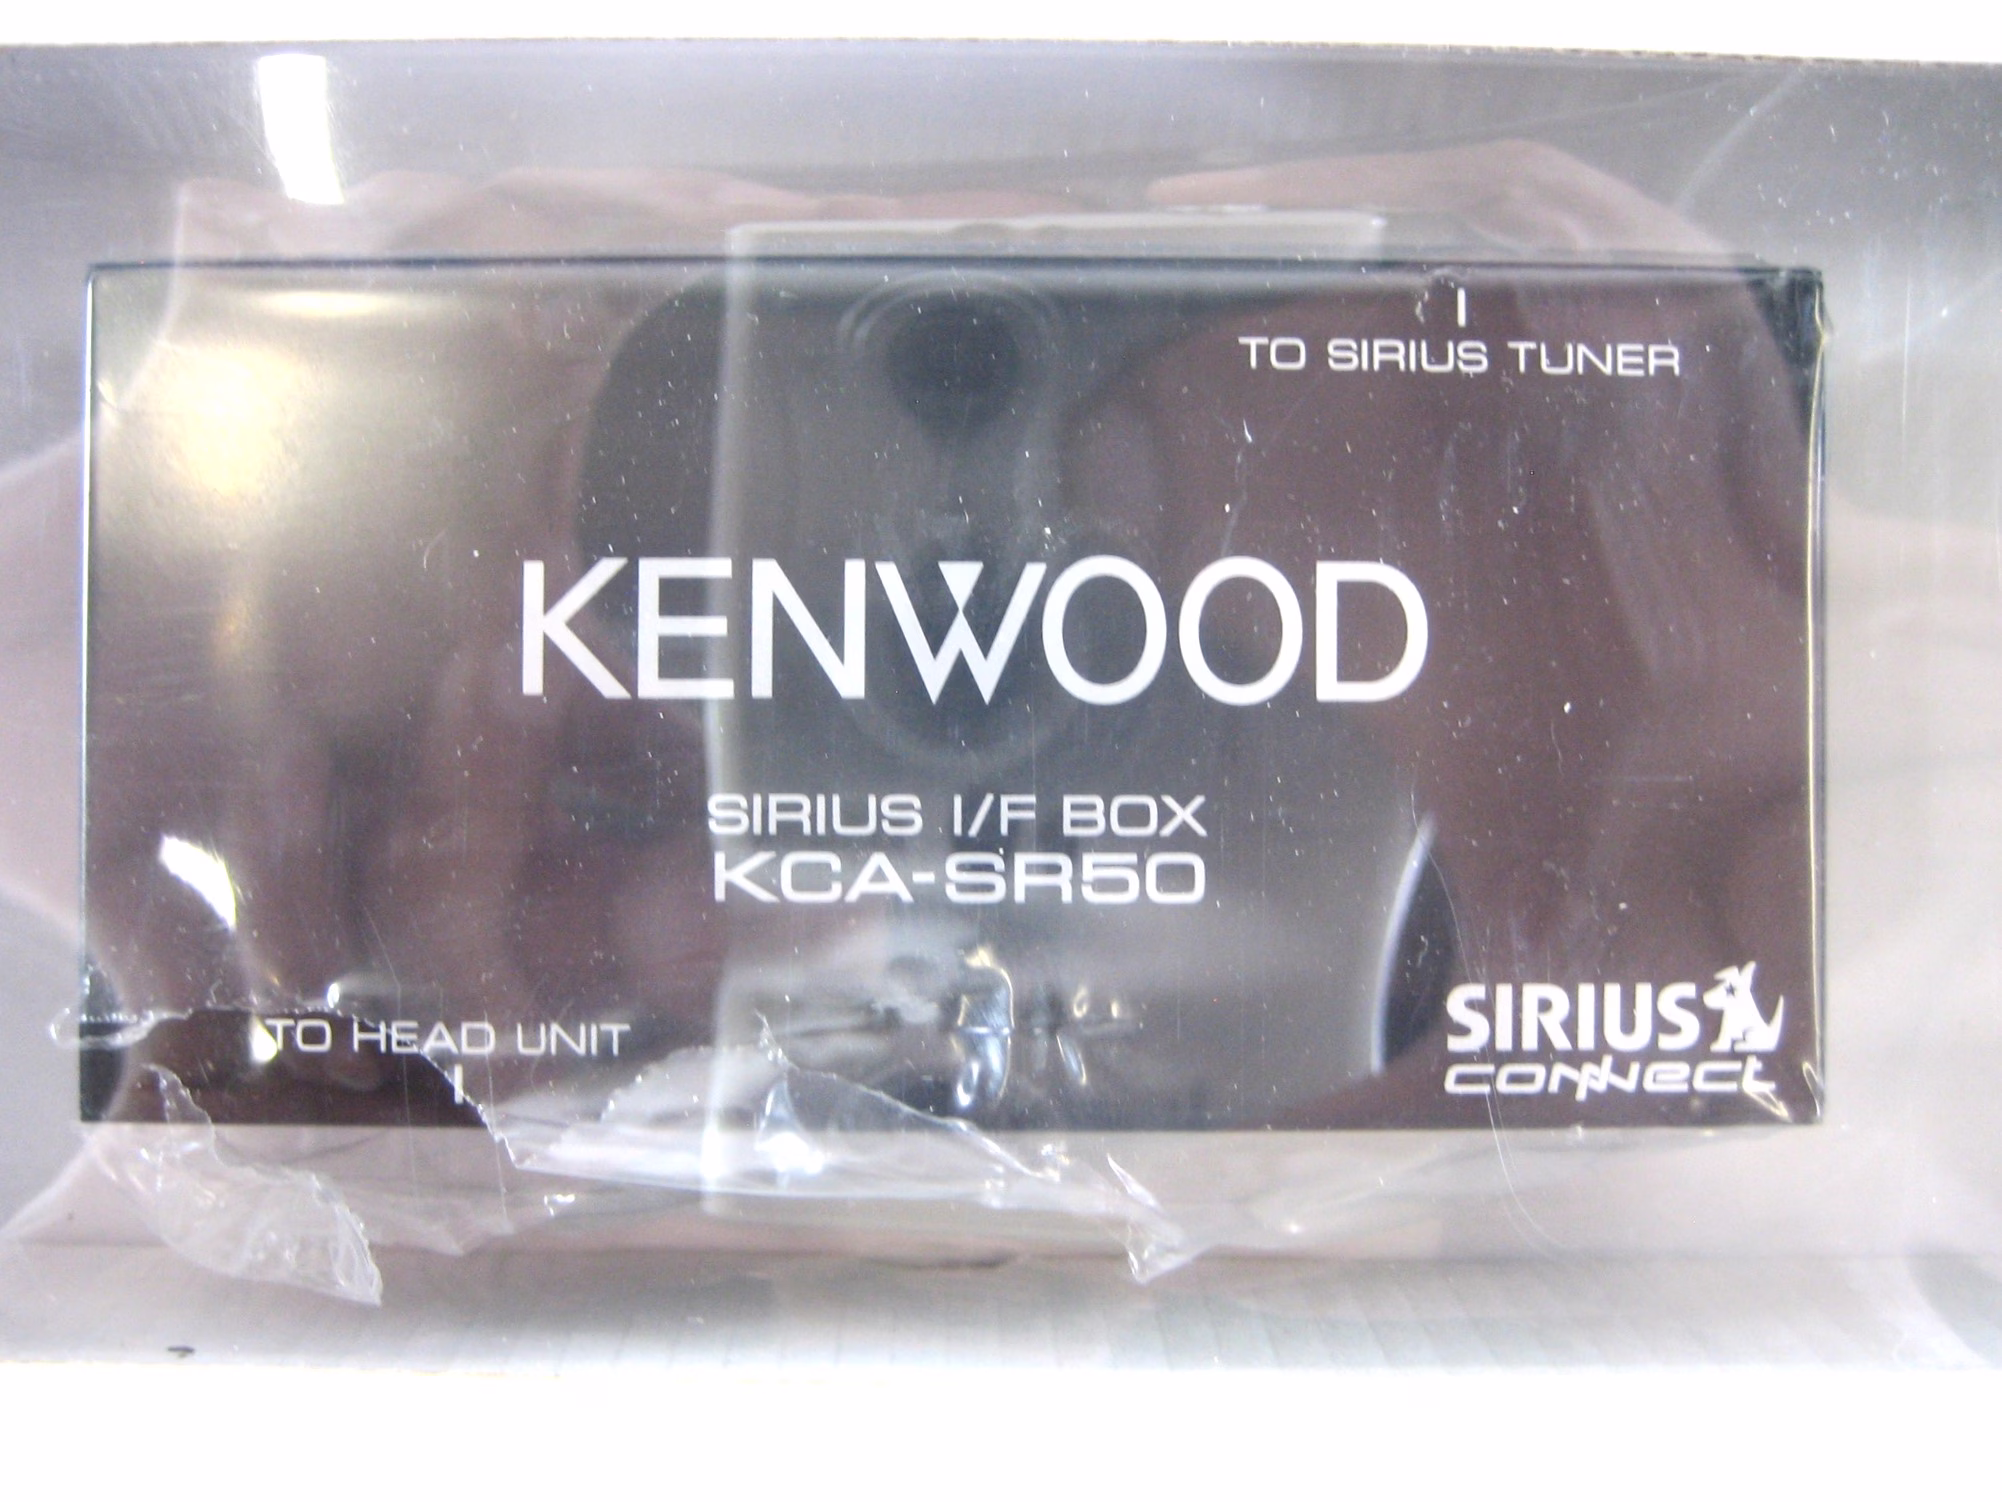 TO SIRIUS TUNER
KENWOOD
SIRIUS I/F BOX
KCA-SR50
TO HEAD UNIT
SIRIUS
connect